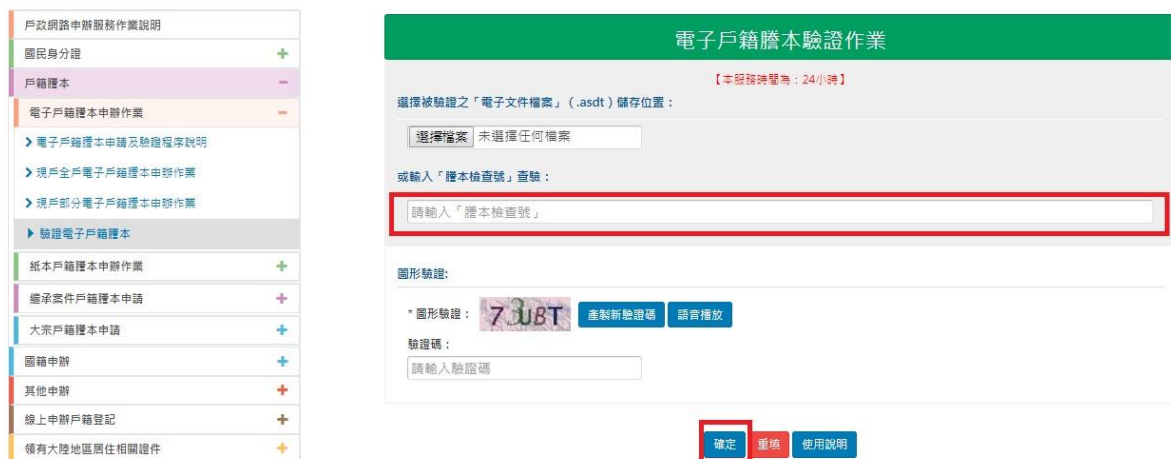 戶政網路申辦服務作業說明
國民身分證
戶籍謄本
電子戶籍謄本申辦作業
電子戶籍謄本申請及驗證程序說明
現戶全戶電子戶籍謄本申辦作業
現戶部分電子戶籍謄本申辦作業
驗證電子戶籍謄本
紙本戶籍謄本申辦作業
繼承案件戶籍謄本申請
大宗戶籍謄本申請
國籍申辦
其他申辦
線上申辦戶籍登記
領有大陸地區居住相關證件
電子戶籍謄本驗證作業
【本服務時間為：24小時】
選擇被驗證之「電子文件檔案」（.asdt）儲存位置：
選擇檔案 未選擇任何檔案
或輸入「謄本檢查號」查驗：
請輸入「謄本檢查號」
圖形驗證:
* 圖形驗證： 73UBT 產製新驗證碼 語音播放
驗證碼：
請輸入驗證碼
確定 重填 使用說明